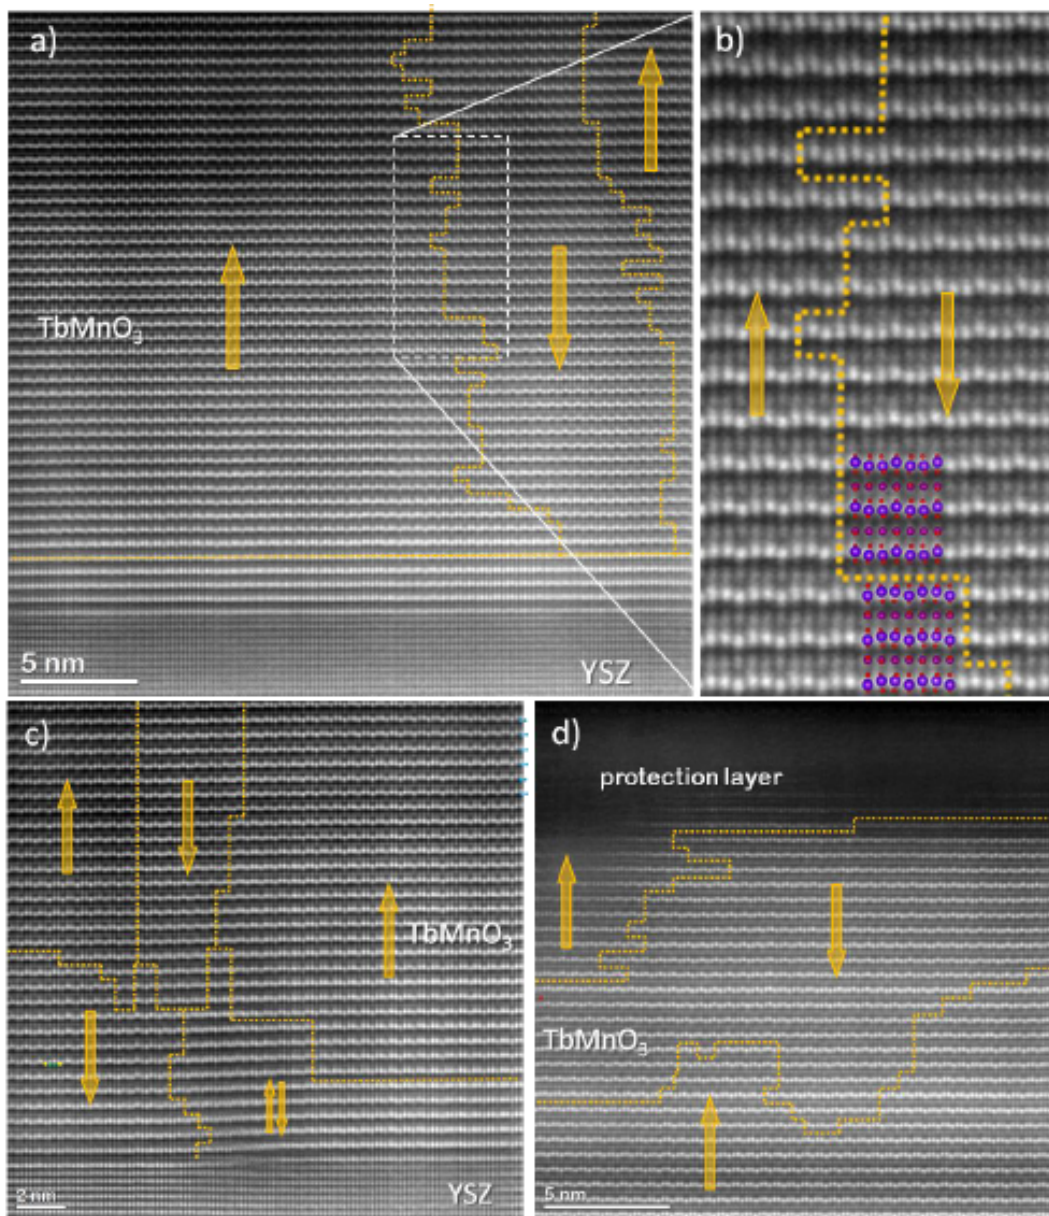 a)
b)
TbMnO₃
5 nm
YSZ
c)
d)
protection layer
TbMnO₃
TbMnO₃
2 nm
YSZ
5 nm